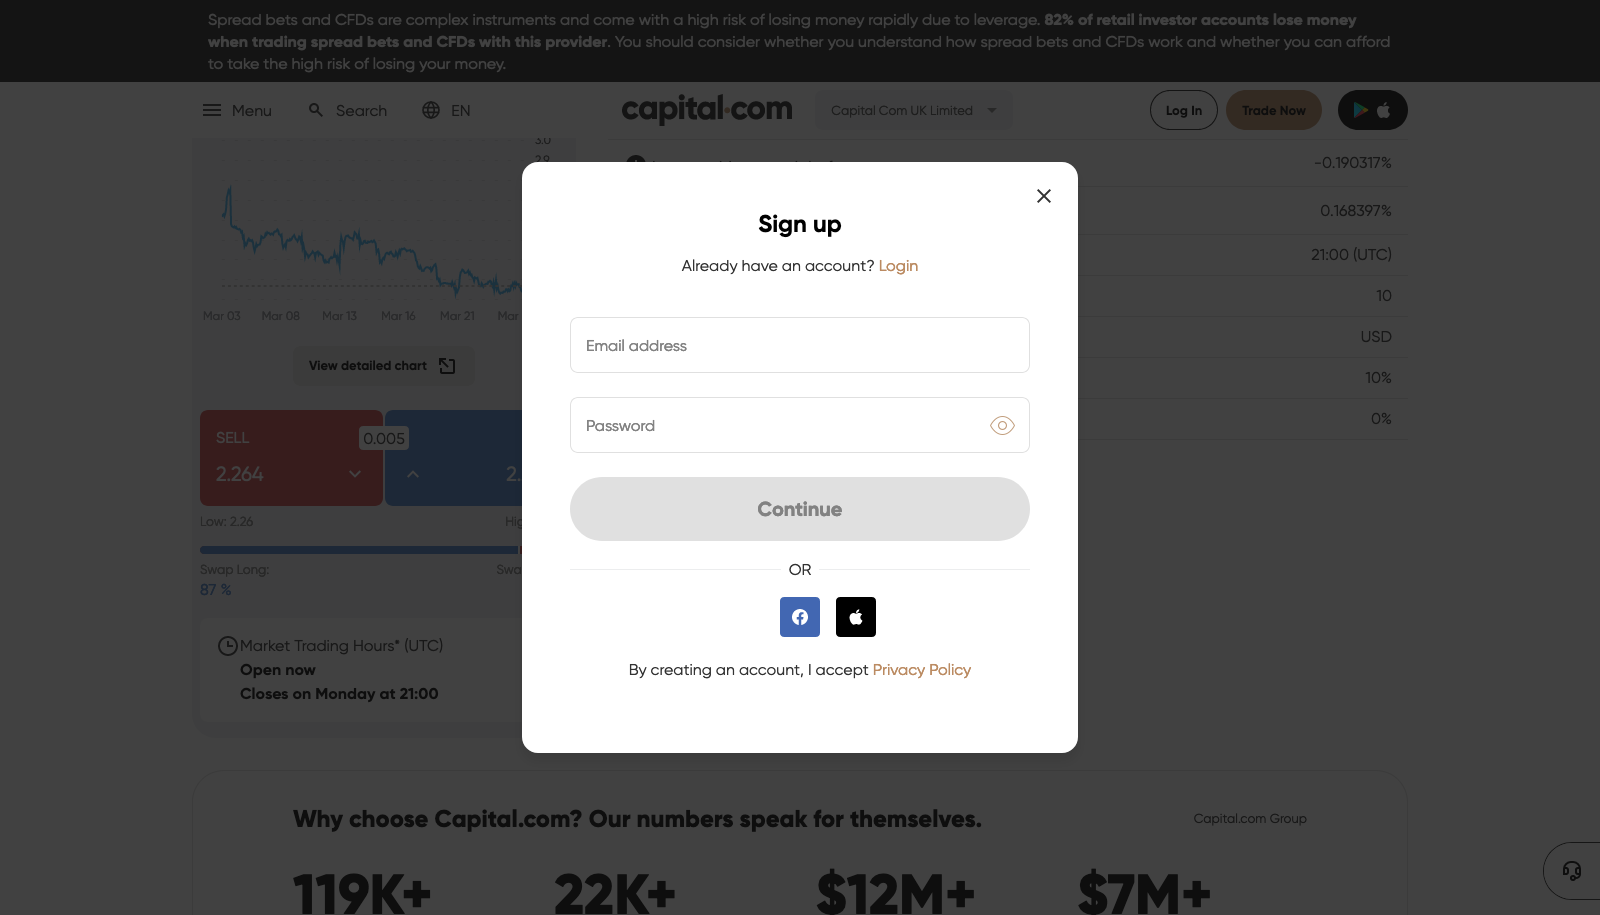 Spread bets and CFDs are complex instruments and come with a high risk of losing money rapidly due to leverage. 82% of retail investor accounts lose money
when trading spread bets and CFDs with this provider. You should consider whether you understand how spread bets and CFDs work and whether you can afford
to take the high risk of losing your money.
Menu
Search
EN
capital.com
Capital Com UK Limited
Log In
Trade Now
3.0
2.9
Mar 03
Mar 08
Mar 13
Mar 16
Mar 21
Mar
View detailed chart
SELL
2.264
0.005
2.
Low: 2.26
Swap Long:
87 %
Market Trading Hours* (UTC)
Open now
Closes on Monday at 21:00
-0.190317%
0.168397%
21:00 (UTC)
10
USD
10%
0%
Sign up
Already have an account? Login
Email address
Password
Continue
OR
By creating an account, I accept Privacy Policy
Why choose Capital.com? Our numbers speak for themselves.
Capital.com Group
119K+
22K+
$12M+
$7M+